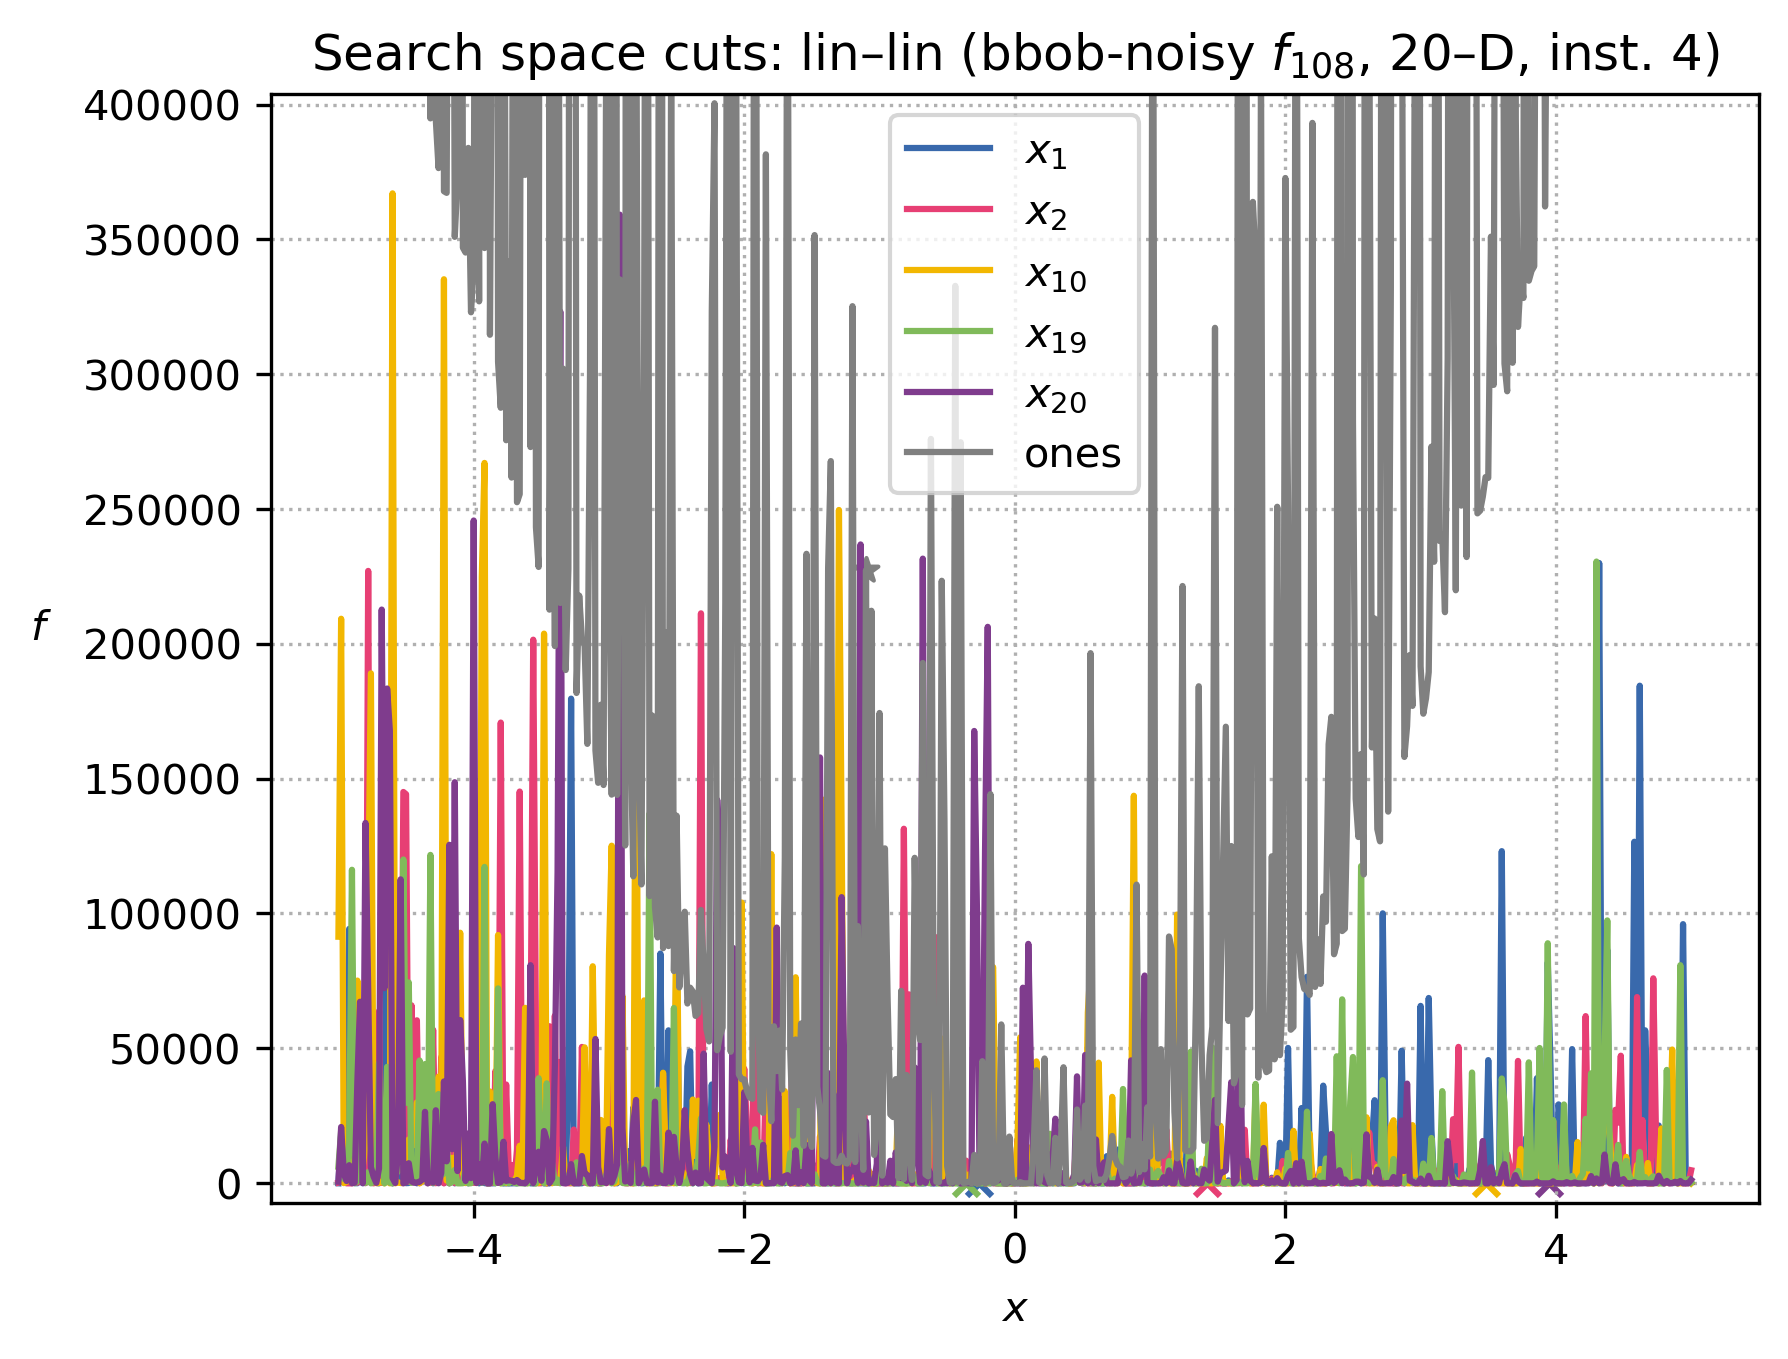 Search space cuts: lin–lin (bbob-noisy f₁₀₈, 20–D, inst. 4)
400000
350000
300000
250000
200000
150000
100000
50000
0
f
x₁
x₂
x₁₀
x₁₉
x₂₀
ones
−4 −2 0 2 4
x